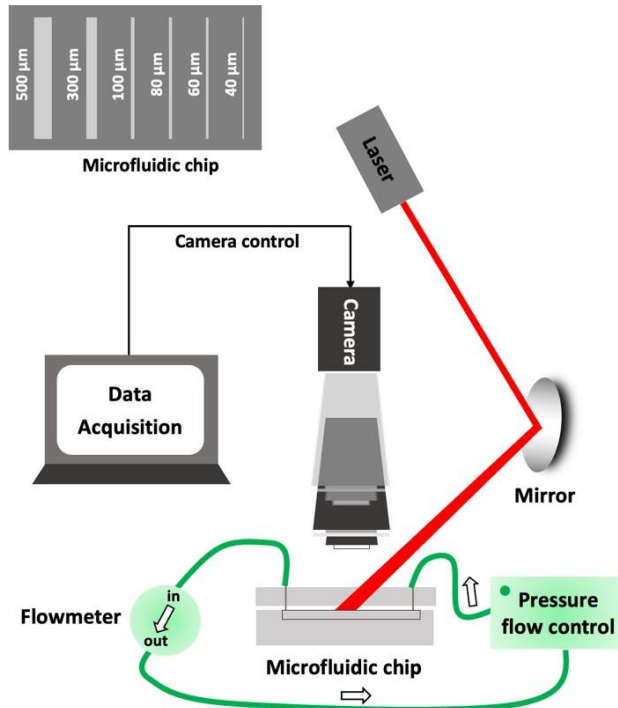 500 µm
300 µm
100 µm
80 µm
60 µm
40 µm
Microfluidic chip
Laser
Camera control
Camera
Data
Acquisition
Mirror
Flowmeter
in
out
Pressure
flow control
Microfluidic chip